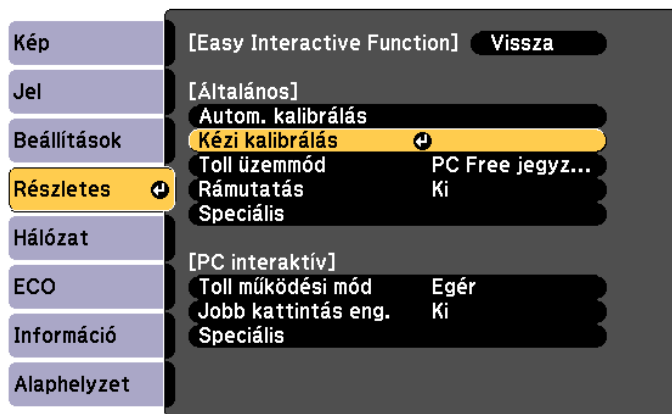 Kép
Jel
Beállítások
Részletes
Hálózat
ECO
Információ
Alaphelyzet
[Easy Interactive Function] Vissza
[Általános]
Autom. kalibrálás
Kézi kalibrálás
Toll üzemmód PC Free jegyz...
Rámutatás Ki
Speciális
[PC interaktív]
Toll működési mód Egér
Jobb kattintás eng. Ki
Speciális